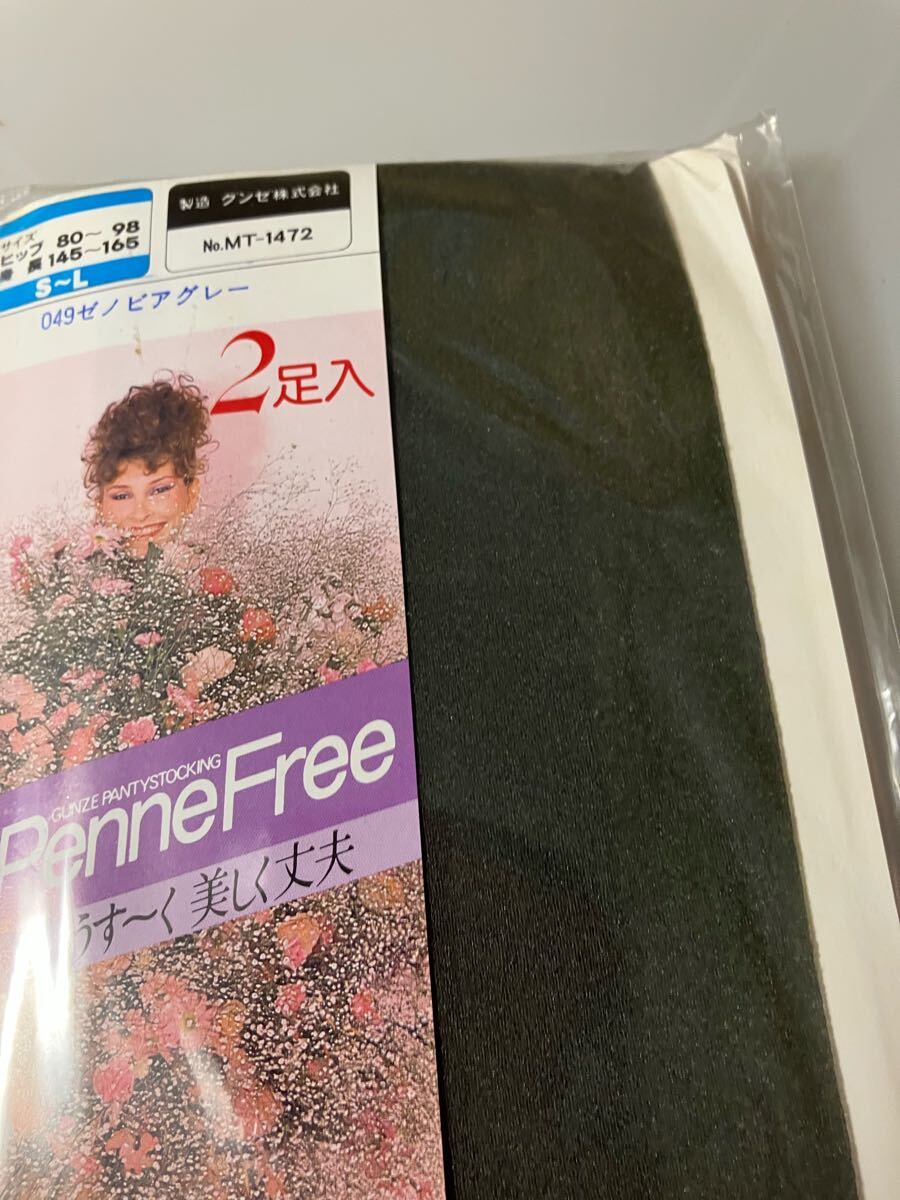 サイズ
ヒップ 80〜98
身長 145〜165
S〜L
製造 グンゼ株式会社
No.MT-1472
049ゼノビアグレー
2足入
GUNZE PANTYSTOCKING
RenneFree
うす〜く 美しく丈夫